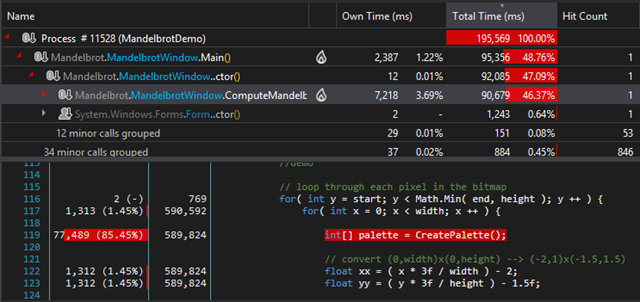 Name Own Time (ms) Total Time (ms) Hit Count
Process # 11528 (MandelbrotDemo) 195,569 100.00%
Mandelbrot.MandelbrotWindow.Main() 2,387 1.22% 95,356 48.76% 1
Mandelbrot.MandelbrotWindow..ctor() 12 0.01% 92,085 47.09% 1
Mandelbrot.MandelbrotWindow.ComputeMandelb 7,218 3.69% 90,679 46.37% 1
System.Windows.Forms.Form..ctor() 2 - 1,243 0.64% 1
12 minor calls grouped 29 0.01% 151 0.08% 53
34 minor calls grouped 37 0.02% 884 0.45% 846
113 //demo
114
115 // loop through each pixel in the bitmap
2 (-) 769 116 for( int y = start; y < Math.Min( end, height ); y ++ ) {
1,313 (1.45%) 590,592 117 for( int x = 0; x < width; x ++ ) {
118
77,489 (85.45%) 589,824 119 int[] palette = CreatePalette();
120
121 // convert (0,width)x(0,height) --> (-2,1)x(-1.5,1.5)
1,312 (1.45%) 589,824 122 float xx = ( x * 3f / width ) - 2;
1,312 (1.45%) 589,824 123 float yy = ( y * 3f / height ) - 1.5f;
124